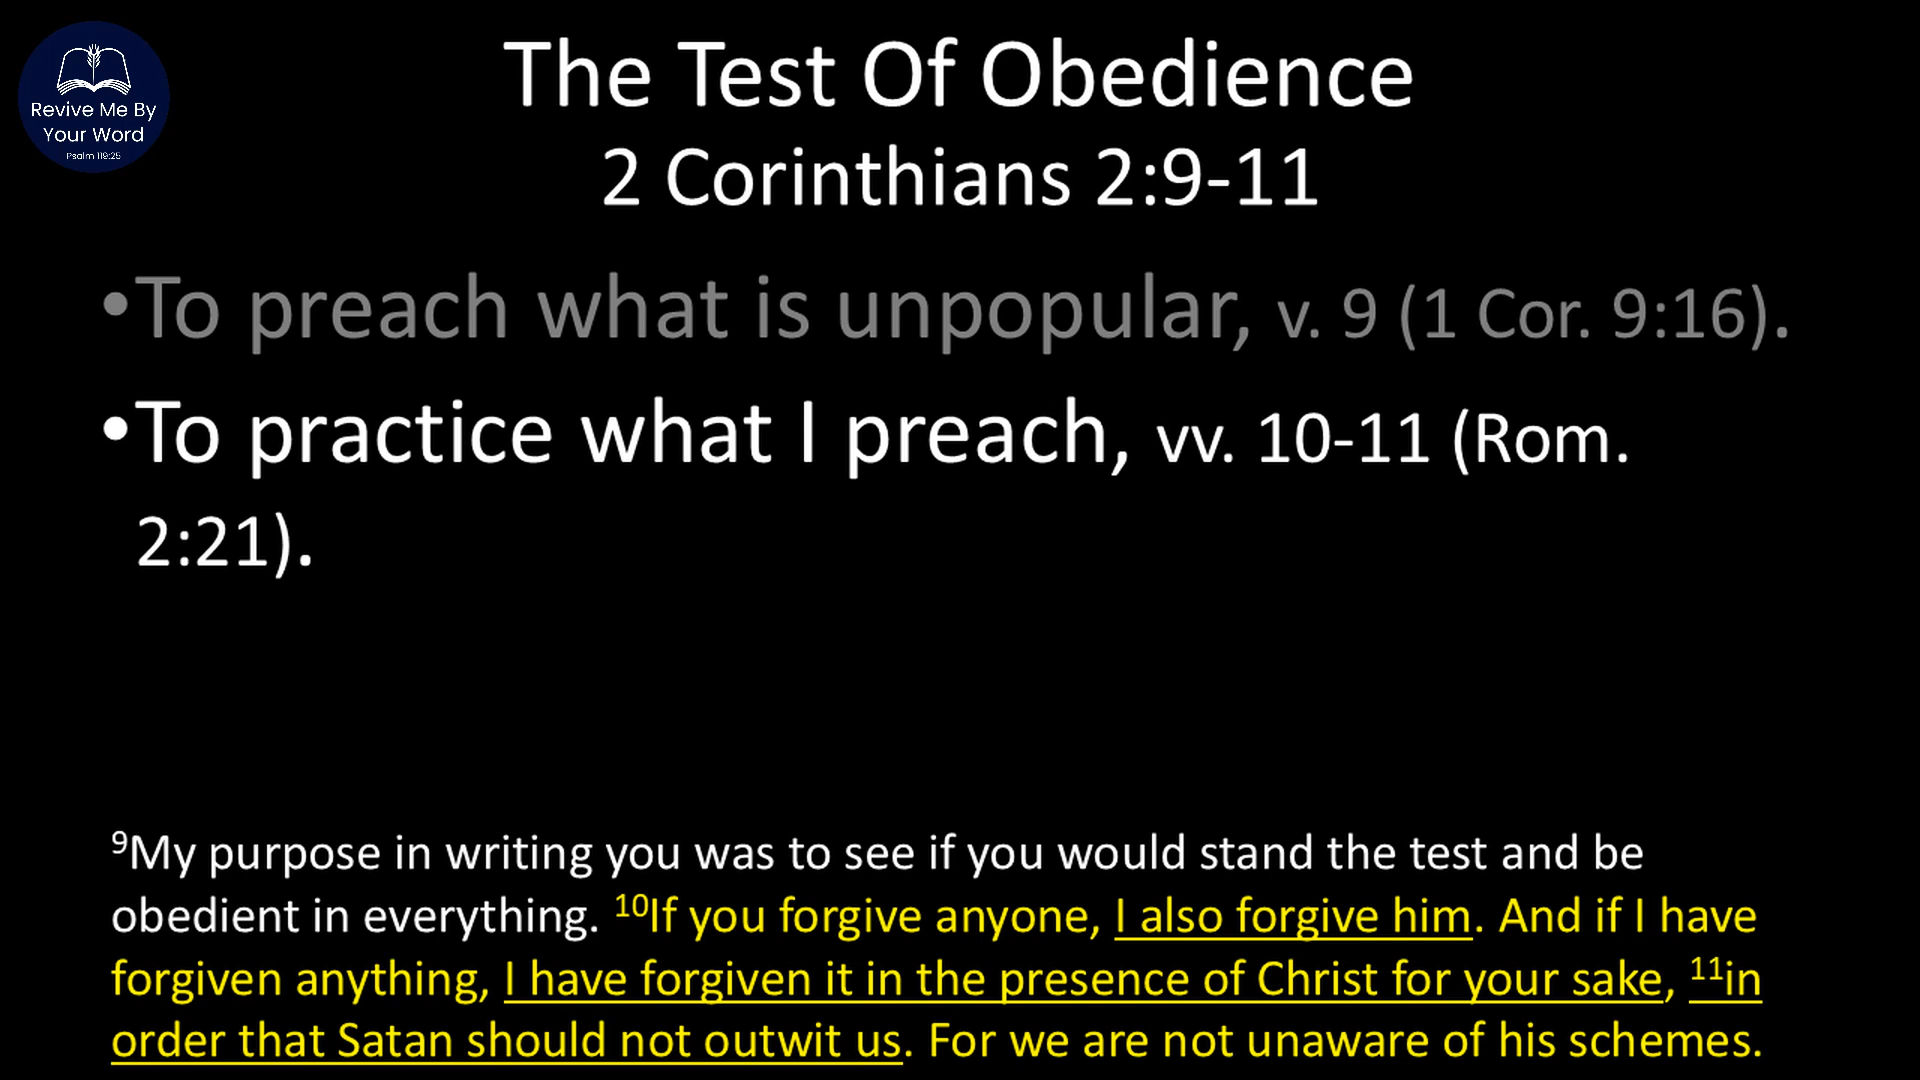 Revive Me By
Your Word
Psalm 119:25
The Test Of Obedience
2 Corinthians 2:9-11
•To preach what is unpopular, v. 9 (1 Cor. 9:16).
•To practice what I preach, vv. 10-11 (Rom.
2:21).
⁹My purpose in writing you was to see if you would stand the test and be
obedient in everything. ¹⁰If you forgive anyone, I also forgive him. And if I have
forgiven anything, I have forgiven it in the presence of Christ for your sake, ¹¹in
order that Satan should not outwit us. For we are not unaware of his schemes.